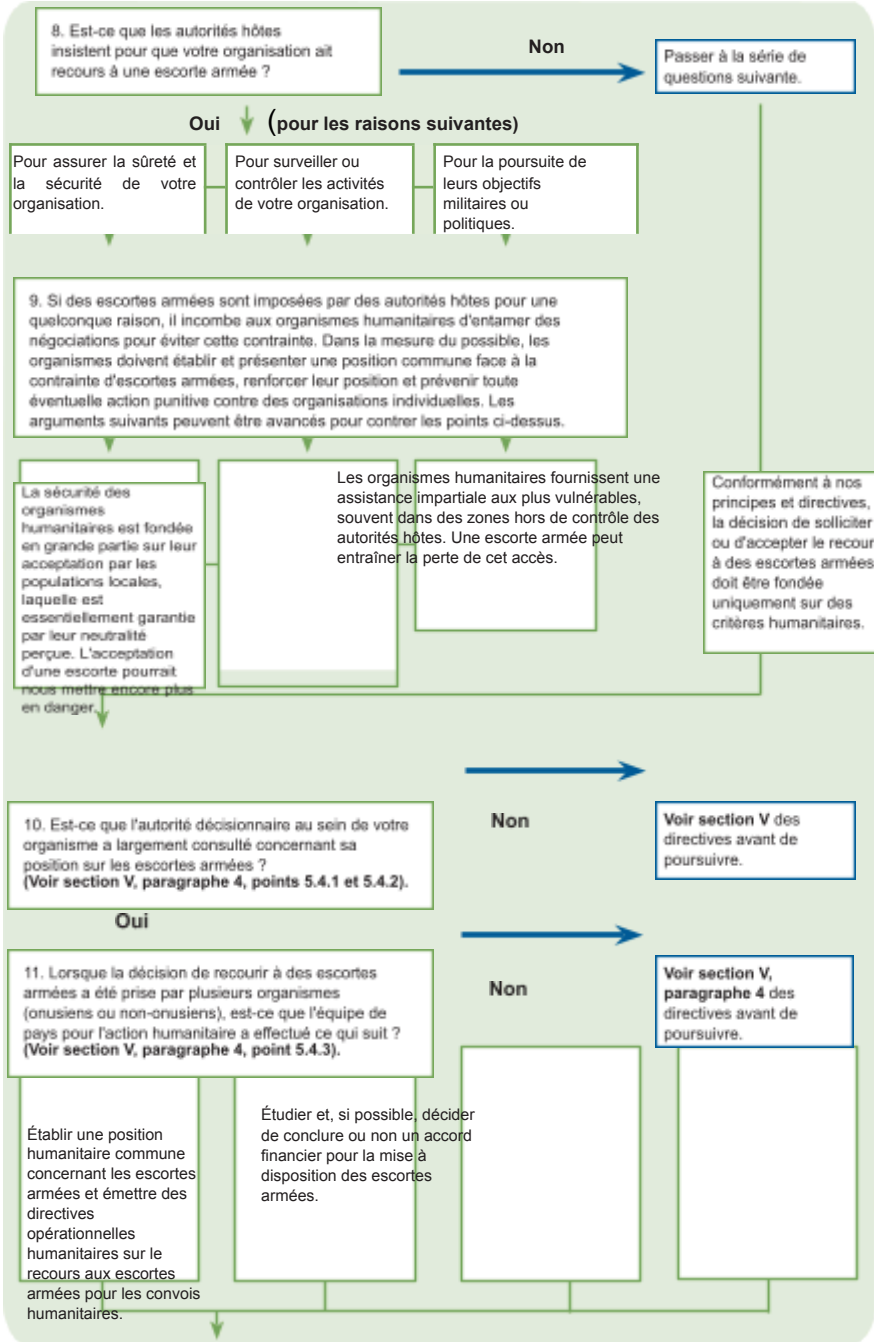 8. Est-ce que les autorités hôtes
insistent pour que votre organisation ait
recours à une escorte armée ?
Non
Passer à la série de
questions suivante.
Oui (pour les raisons suivantes)
Pour assurer la sûreté et
la sécurité de votre
organisation.
Pour surveiller ou
contrôler les activités
de votre organisation.
Pour la poursuite de
leurs objectifs
militaires ou
politiques.
9. Si des escortes armées sont imposées par des autorités hôtes pour une
quelconque raison, il incombe aux organismes humanitaires d'entamer des
négociations pour éviter cette contrainte. Dans la mesure du possible, les
organismes doivent établir et présenter une position commune face à la
contrainte d'escortes armées, renforcer leur position et prévenir toute
éventuelle action punitive contre des organisations individuelles. Les
arguments suivants peuvent être avancés pour contrer les points ci-dessus.
La sécurité des
organismes
humanitaires est fondée
en grande partie sur leur
acceptation par les
populations locales,
laquelle est
essentiellement garantie
par leur neutralité
perçue. L'acceptation
d'une escorte pourrait
nous mettre encore plus
en danger.
Les organismes humanitaires fournissent une
assistance impartiale aux plus vulnérables,
souvent dans des zones hors de contrôle des
autorités hôtes. Une escorte armée peut
entraîner la perte de cet accès.
Conformément à nos
principes et directives,
la décision de solliciter
ou d'accepter le recour
à des escortes armées
doit être fondée
uniquement sur des
critères humanitaires.
10. Est-ce que l'autorité décisionnaire au sein de votre
organisme a largement consulté concernant sa
position sur les escortes armées ?
(Voir section V, paragraphe 4, points 5.4.1 et 5.4.2).
Non
Voir section V des
directives avant de
poursuivre.
Oui
11. Lorsque la décision de recourir à des escortes
armées a été prise par plusieurs organismes
(onusiens ou non-onusiens), est-ce que l'équipe de
pays pour l'action humanitaire a effectué ce qui suit ?
(Voir section V, paragraphe 4, point 5.4.3).
Non
Voir section V,
paragraphe 4 des
directives avant de
poursuivre.
Établir une position
humanitaire commune
concernant les escortes
armées et émettre des
directives
opérationnelles
humanitaires sur le
recours aux escortes
armées pour les convois
humanitaires.
Étudier et, si possible, décider
de conclure ou non un accord
financier pour la mise à
disposition des escortes
armées.